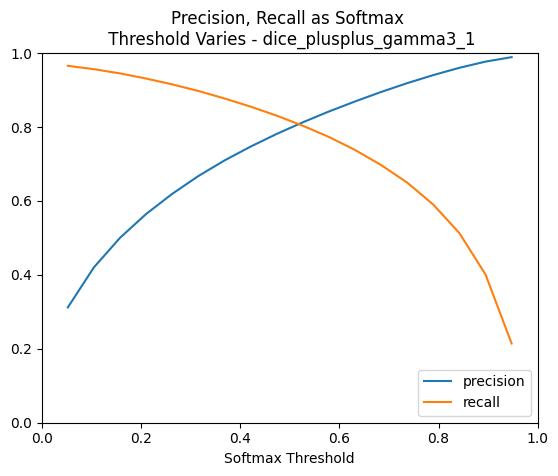 Precision, Recall as Softmax
Threshold Varies - dice_plusplus_gamma3_1
1.0
0.8
0.6
0.4
0.2
0.0
0.0 0.2 0.4 0.6 0.8 1.0
Softmax Threshold
precision
recall